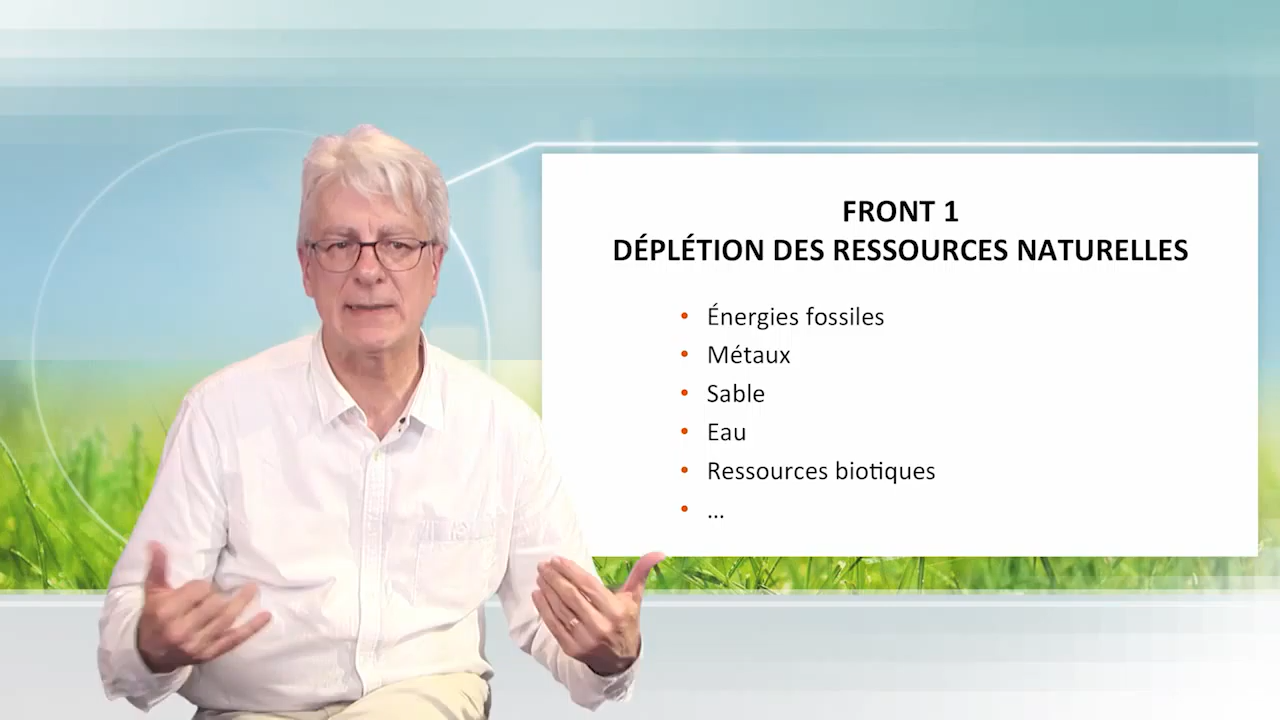 FRONT 1
DÉPLÉTION DES RESSOURCES NATURELLES
• Énergies fossiles
• Métaux
• Sable
• Eau
• Ressources biotiques
• ...